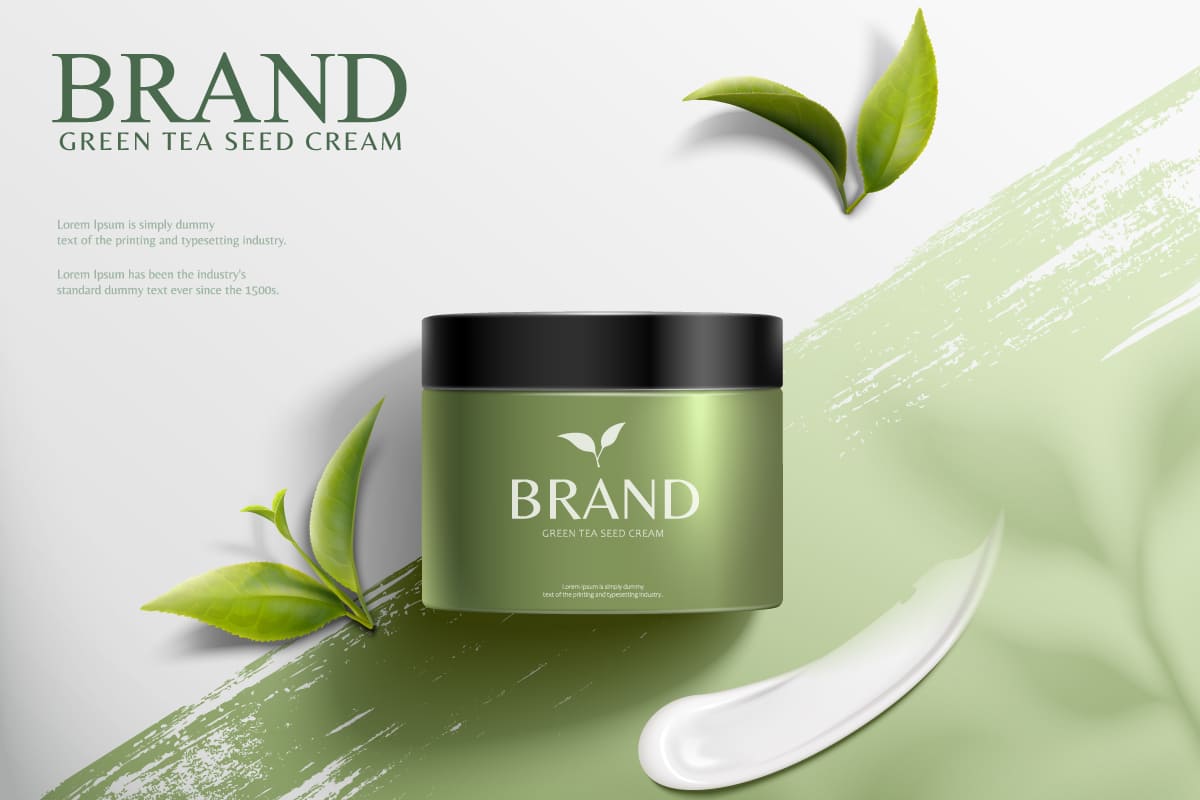 BRAND
GREEN TEA SEED CREAM
Lorem Ipsum is simply dummy
text of the printing and typesetting industry.
Lorem Ipsum has been the industry's
standard dummy text ever since the 1500s.
BRAND
GREEN TEA SEED CREAM
Lorem Ipsum is simply dummy
text of the printing and typesetting industry.